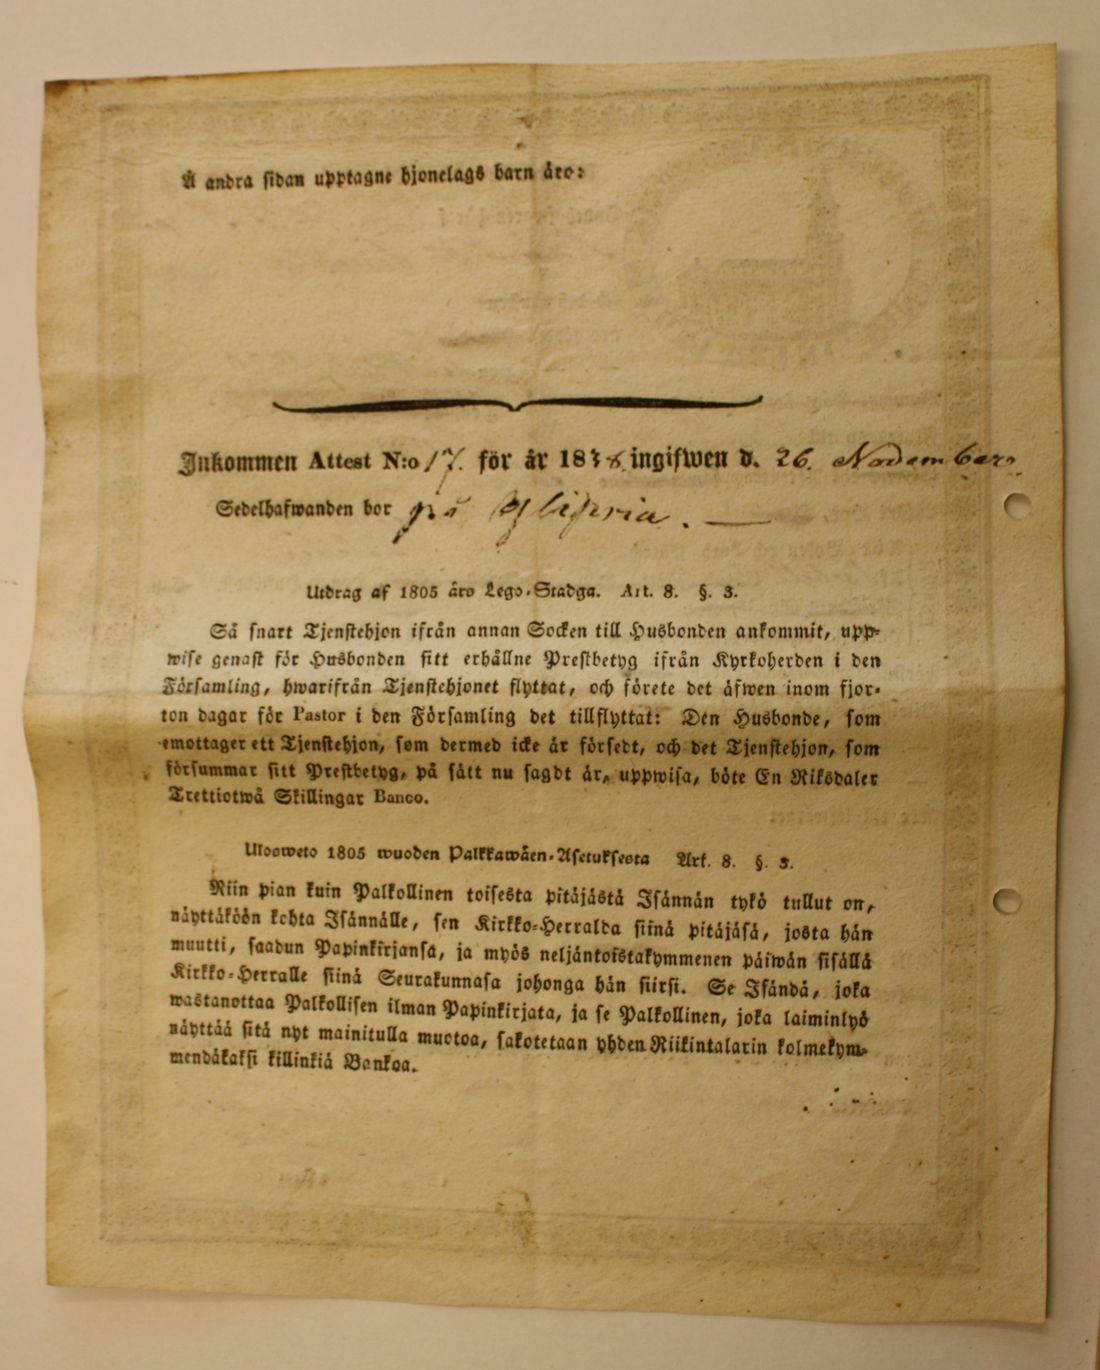 Å andra sidan upptagne hjonelags barn äro:
Inkommen Attest N:o 17. för år 183 ingifwen d. 26. November
Sedelhafwanden bor på
Utdrag af 1805 åro Lego-Stadga. Art. 8. §. 3.
Så snart Tjenstehjon ifrån annan Socken till Husbonden ankommit, upp-
wise genast för Husbonden sitt erhållne Prestbetyg ifrån Kyrkoherden i den
Församling, hwarifrån Tjenstehjonet flyttat, och förete det äfwen inom fjor-
ton dagar för Pastor i den Församling det tillflyttat: Den Husbonde, som
emottager ett Tjenstehjon, som dermed icke är försedt, och det Tjenstehjon, som
försummar sitt Prestbetyg, på sätt nu sagdt är, uppwisa, böte En Riksdaler
Trettiotwå Skillingar Banco.
Ulosweto 1805 wuoden Palkkawäen-Asetuksesta Art. 8. §. 3.
Niin pian kuin Palkollinen toisesta pitäjästä Isännän tykö tullut on,
näyttäköön kohta Isännälle, sen Kirkko-Herralda siinä pitäjäsä, josta hän
muutti, saadun Papinkirjansa, ja myös neljäntoistakymmenen päiwän sisällä
Kirkko-Herralle siinä Seurakunnasa johonga hän siirsi. Se Isändä, joka
wastanottaa Palkollisen ilman Papinkirjata, ja se Palkollinen, joka laiminlyö
näyttää sitä nyt mainitulla muotoa, sakotetaan yhden Riikintalarin kolmekym-
mendäkaksi killinkiä Bankoa.